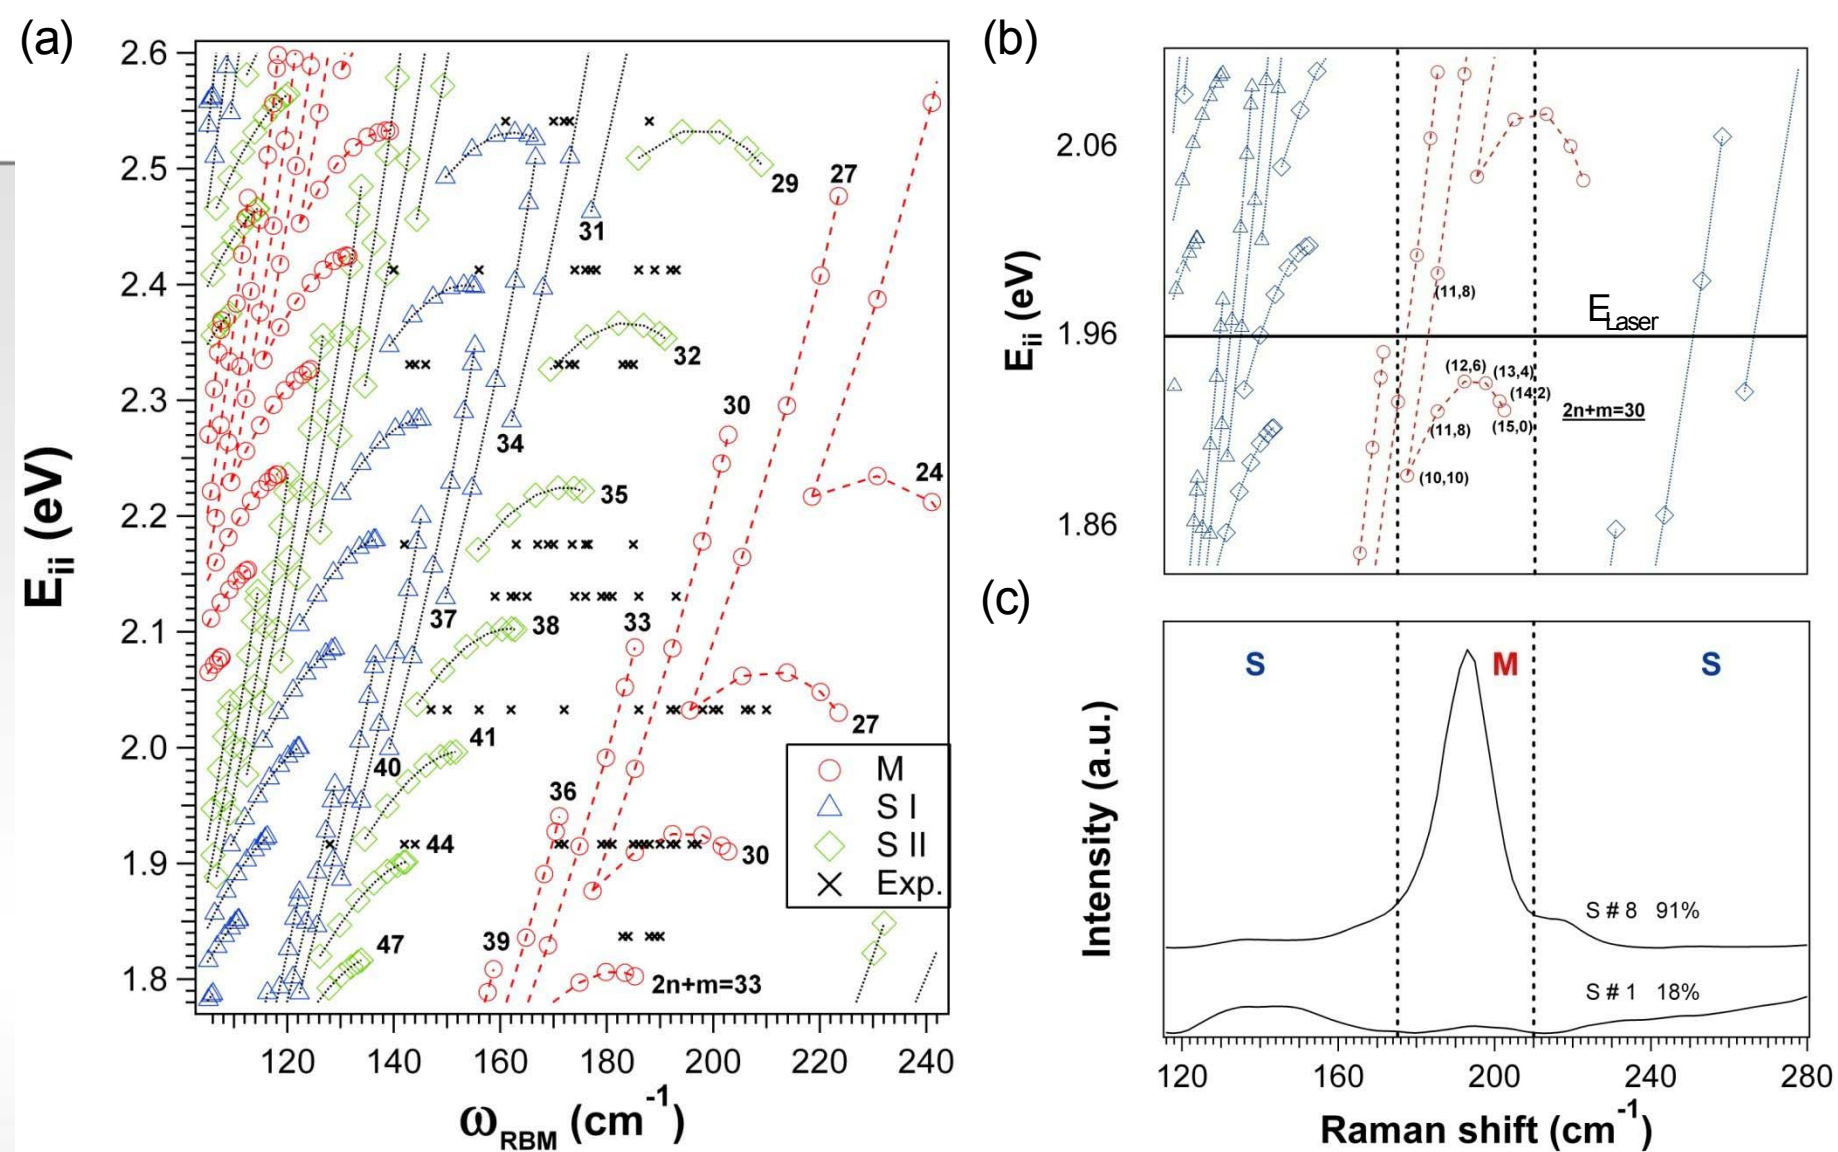 (a)
2.6
2.5
2.4
2.3
2.2
2.1
2.0
1.9
1.8
E_ii (eV)
120
140
160
180
200
220
240
ω_RBM (cm⁻¹)
27
29
31
32
30
34
24
35
37
33
38
27
41
40
36
44
30
47
39
2n+m=33
M
S I
S II
Exp.
(b)
2.06
1.96
1.86
E_ii (eV)
E_Laser
(11,8)
(12,6)
(13,4)
(14,2)
(11,8)
(15,0)
(10,10)
2n+m=30
(c)
S
M
S
Intensity (a.u.)
S # 8 91%
S # 1 18%
120
160
200
240
280
Raman shift (cm⁻¹)